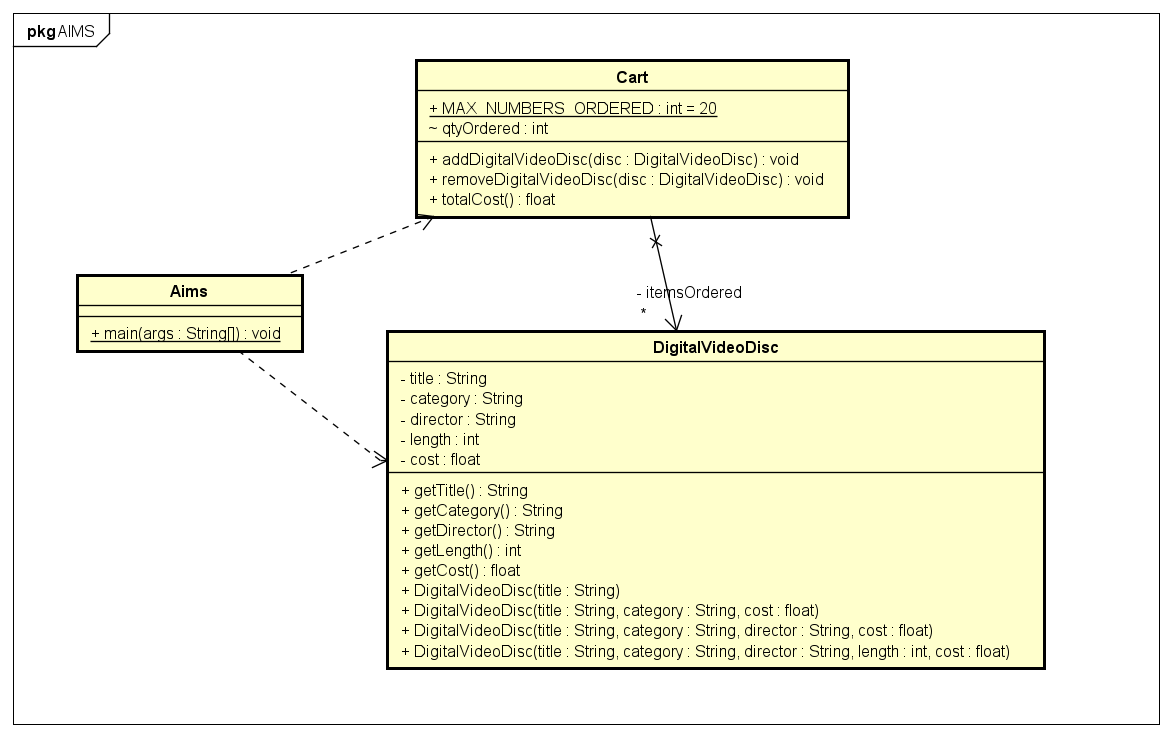 pkg AIMS
Cart
+ MAX_NUMBERS_ORDERED : int = 20
~ qtyOrdered : int
+ addDigitalVideoDisc(disc : DigitalVideoDisc) : void
+ removeDigitalVideoDisc(disc : DigitalVideoDisc) : void
+ totalCost() : float
Aims
+ main(args : String[]) : void
- itemsOrdered
*
DigitalVideoDisc
- title : String
- category : String
- director : String
- length : int
- cost : float
+ getTitle() : String
+ getCategory() : String
+ getDirector() : String
+ getLength() : int
+ getCost() : float
+ DigitalVideoDisc(title : String)
+ DigitalVideoDisc(title : String, category : String, cost : float)
+ DigitalVideoDisc(title : String, category : String, director : String, cost : float)
+ DigitalVideoDisc(title : String, category : String, director : String, length : int, cost : float)